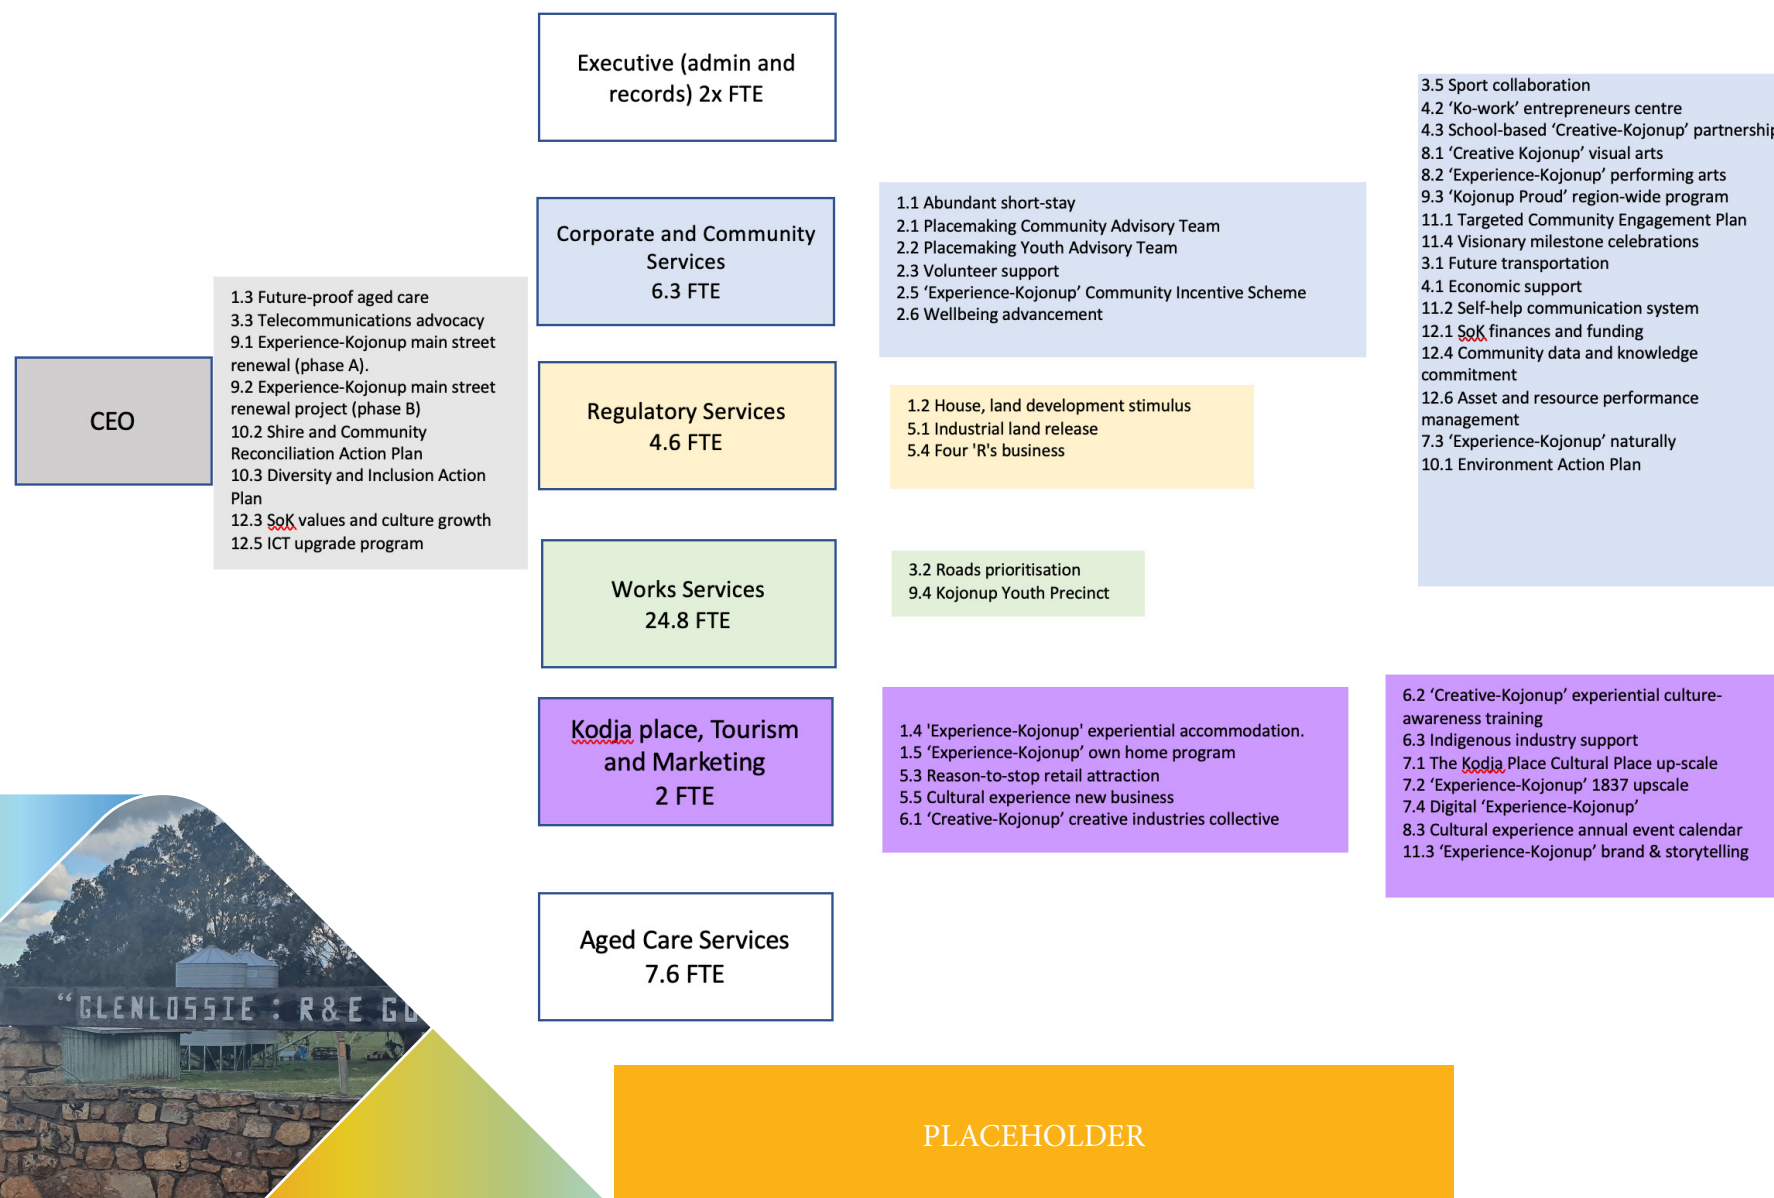 Executive (admin and
records) 2x FTE
Corporate and Community
Services
6.3 FTE
1.1 Abundant short-stay
2.1 Placemaking Community Advisory Team
2.2 Placemaking Youth Advisory Team
2.3 Volunteer support
2.5 ‘Experience-Kojonup’ Community Incentive Scheme
2.6 Wellbeing advancement
3.5 Sport collaboration
4.2 ‘Ko-work’ entrepreneurs centre
4.3 School-based ‘Creative-Kojonup’ partnership
8.1 ‘Creative Kojonup’ visual arts
8.2 ‘Experience-Kojonup’ performing arts
9.3 ‘Kojonup Proud’ region-wide program
11.1 Targeted Community Engagement Plan
11.4 Visionary milestone celebrations
3.1 Future transportation
4.1 Economic support
11.2 Self-help communication system
12.1 SoK finances and funding
12.4 Community data and knowledge
commitment
12.6 Asset and resource performance
management
7.3 ‘Experience-Kojonup’ naturally
10.1 Environment Action Plan
CEO
1.3 Future-proof aged care
3.3 Telecommunications advocacy
9.1 Experience-Kojonup main street
renewal (phase A).
9.2 Experience-Kojonup main street
renewal project (phase B)
10.2 Shire and Community
Reconciliation Action Plan
10.3 Diversity and Inclusion Action
Plan
12.3 SoK values and culture growth
12.5 ICT upgrade program
Regulatory Services
4.6 FTE
1.2 House, land development stimulus
5.1 Industrial land release
5.4 Four 'R's business
Works Services
24.8 FTE
3.2 Roads prioritisation
9.4 Kojonup Youth Precinct
Kodja place, Tourism
and Marketing
2 FTE
1.4 'Experience-Kojonup' experiential accommodation.
1.5 ‘Experience-Kojonup’ own home program
5.3 Reason-to-stop retail attraction
5.5 Cultural experience new business
6.1 ‘Creative-Kojonup’ creative industries collective
6.2 ‘Creative-Kojonup’ experiential culture-
awareness training
6.3 Indigenous industry support
7.1 The Kodja Place Cultural Place up-scale
7.2 ‘Experience-Kojonup’ 1837 upscale
7.4 Digital ‘Experience-Kojonup’
8.3 Cultural experience annual event calendar
11.3 ‘Experience-Kojonup’ brand & storytelling
Aged Care Services
7.6 FTE
“GLENLOSSIE : R&E
PLACEHOLDER